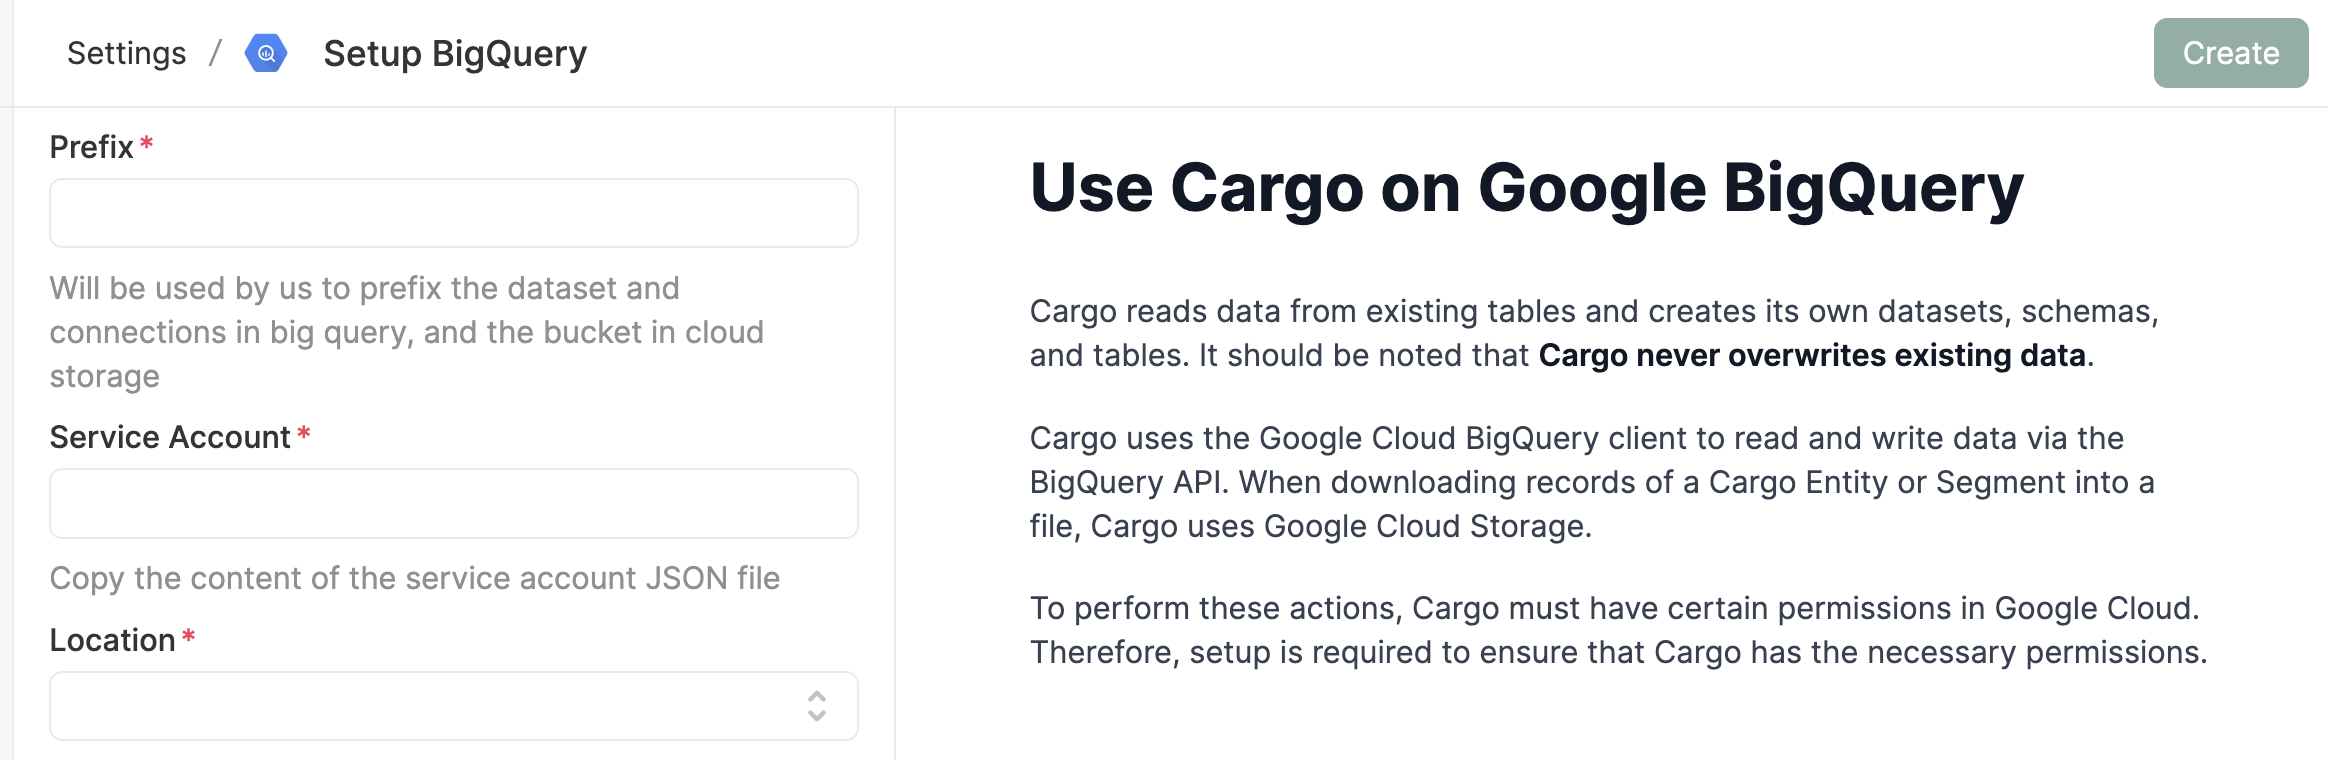 Settings / Setup BigQuery
Create
Prefix *
Will be used by us to prefix the dataset and
connections in big query, and the bucket in cloud
storage
Service Account *
Copy the content of the service account JSON file
Location *
Use Cargo on Google BigQuery
Cargo reads data from existing tables and creates its own datasets, schemas,
and tables. It should be noted that Cargo never overwrites existing data.
Cargo uses the Google Cloud BigQuery client to read and write data via the
BigQuery API. When downloading records of a Cargo Entity or Segment into a
file, Cargo uses Google Cloud Storage.
To perform these actions, Cargo must have certain permissions in Google Cloud.
Therefore, setup is required to ensure that Cargo has the necessary permissions.